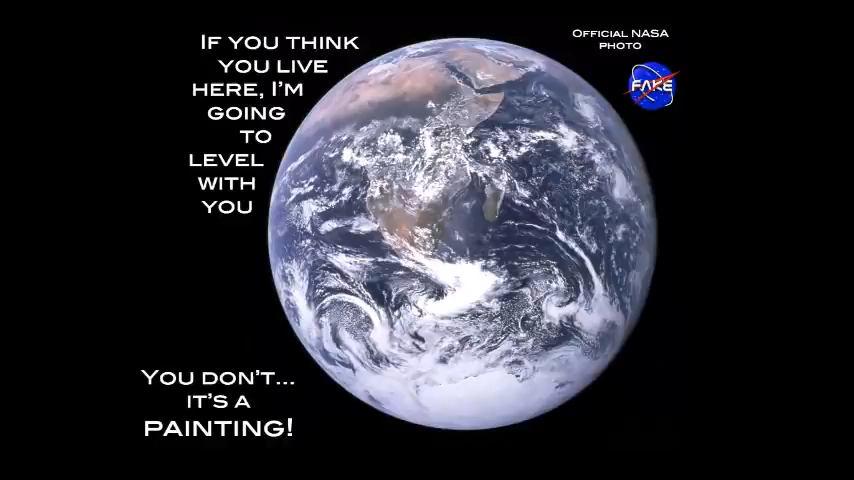 IF YOU THINK
YOU LIVE
HERE, I'M
GOING
TO
LEVEL
WITH
YOU
OFFICIAL NASA
PHOTO
FAKE
YOU DON'T...
IT'S A
PAINTING!